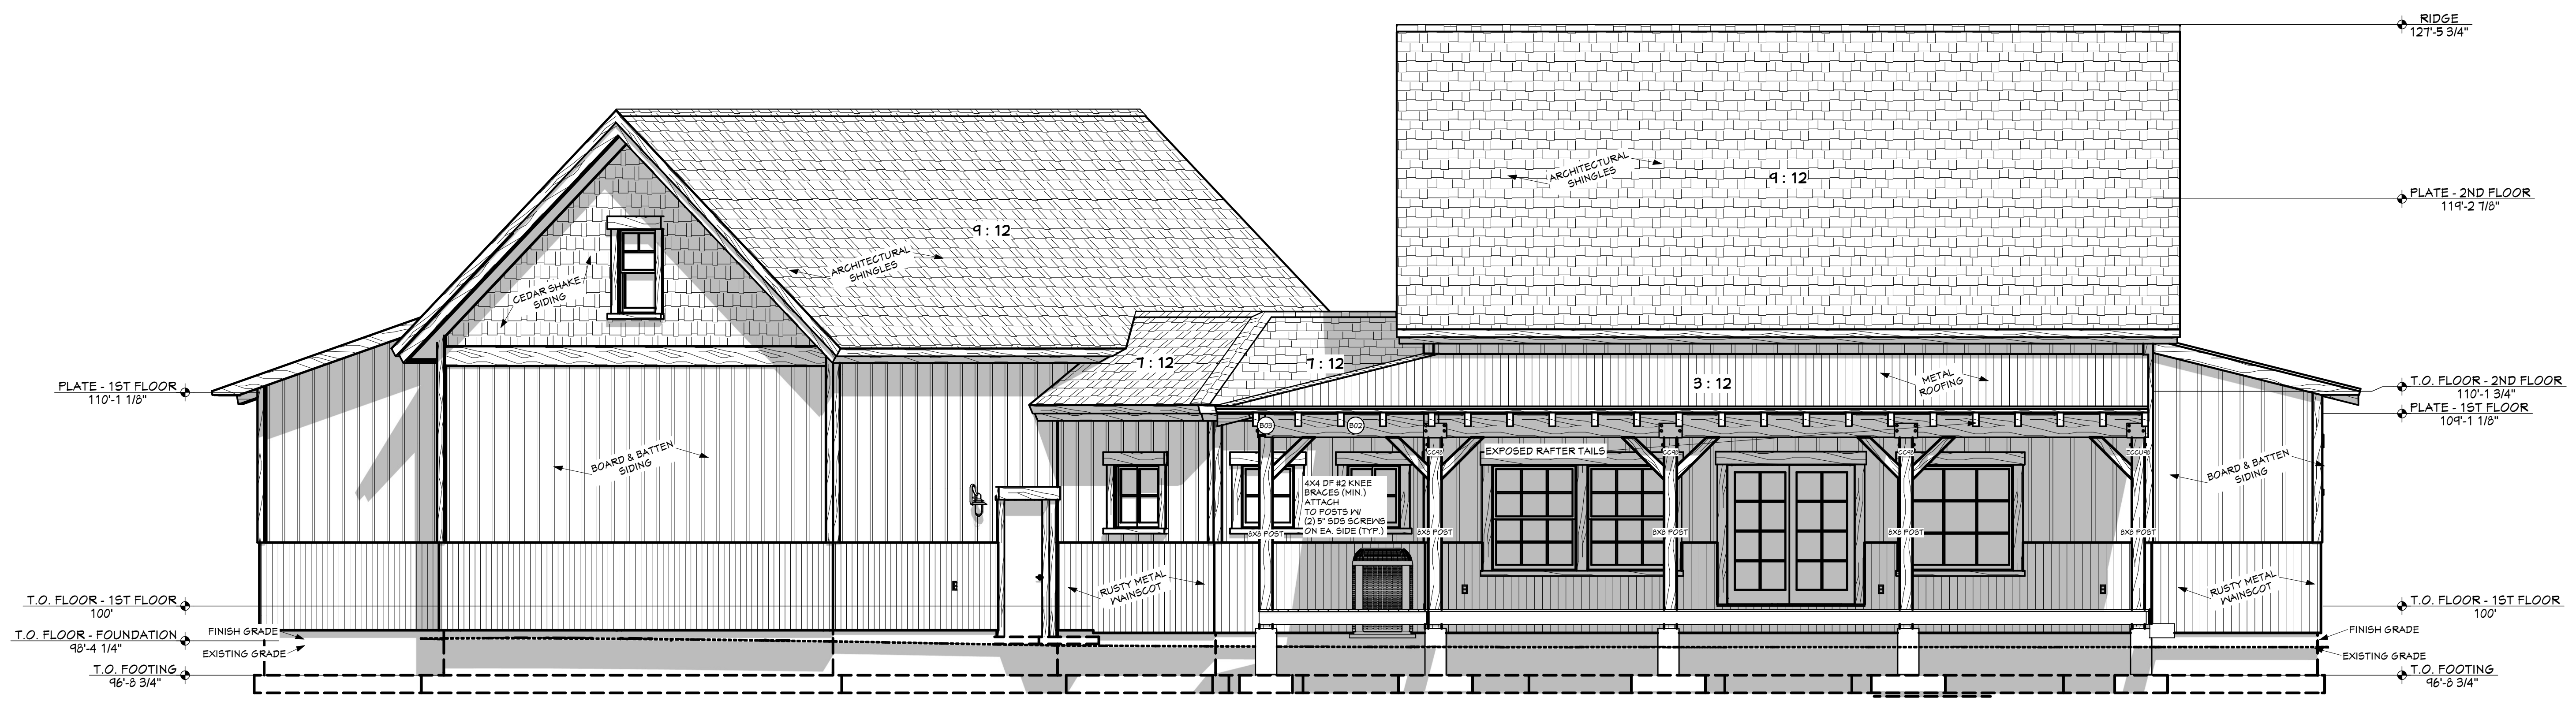 RIDGE
127'-5 3/4"
ARCHITECTURAL
SHINGLES
9 : 12
PLATE - 2ND FLOOR
119'-2 7/8"
9 : 12
ARCHITECTURAL
SHINGLES
CEDAR SHAKE
SIDING
7 : 12
7 : 12
3 : 12
METAL
ROOFING
PLATE - 1ST FLOOR
110'-1 1/8"
T.O. FLOOR - 2ND FLOOR
110'-1 3/4"
PLATE - 1ST FLOOR
109'-1 1/8"
B03
B02
EXPOSED RAFTER TAILS
CC98
CC98
CC98
ECCU98
BOARD & BATTEN
SIDING
BOARD & BATTEN
SIDING
4X4 DF #2 KNEE
BRACES (MIN.)
ATTACH
TO POSTS W/
(2) 5" SDS SCREWS
ON EA. SIDE (TYP.)
8X8 POST
8X8 POST
8X8 POST
8X8 POST
8X8 POST
RUSTY METAL
WAINSCOT
RUSTY METAL
WAINSCOT
T.O. FLOOR - 1ST FLOOR
100'
T.O. FLOOR - 1ST FLOOR
100'
T.O. FLOOR - FOUNDATION
98'-4 1/4"
FINISH GRADE
EXISTING GRADE
FINISH GRADE
EXISTING GRADE
T.O. FOOTING
96'-8 3/4"
T.O. FOOTING
96'-8 3/4"